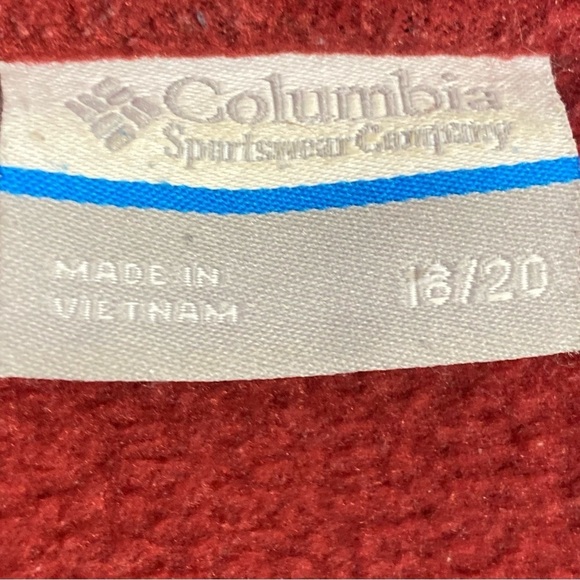 Columbia
Sportswear Company
MADE IN
VIETNAM
18/20